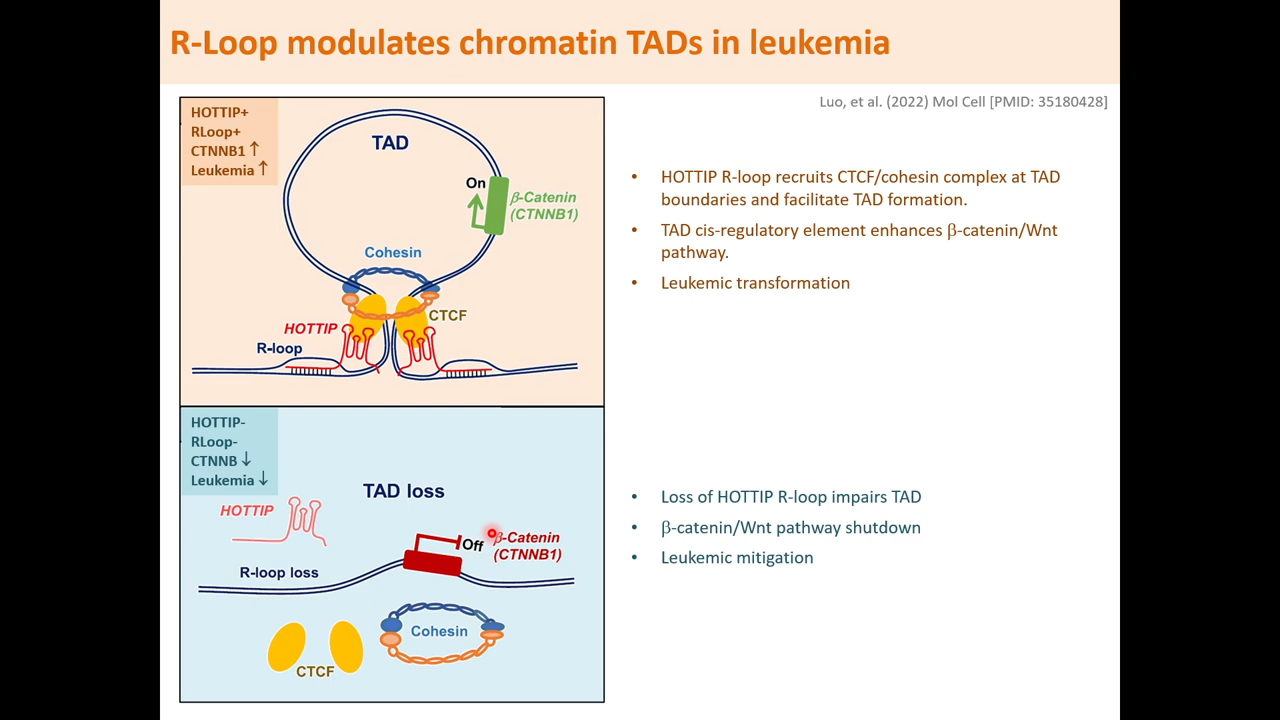 R-Loop modulates chromatin TADs in leukemia
Luo, et al. (2022) Mol Cell [PMID: 35180428]
HOTTIP+
RLoop+
CTNNB1 ↑
Leukemia ↑
TAD
On
β-Catenin
(CTNNB1)
Cohesin
CTCF
HOTTIP
R-loop
• HOTTIP R-loop recruits CTCF/cohesin complex at TAD
boundaries and facilitate TAD formation.
• TAD cis-regulatory element enhances β-catenin/Wnt
pathway.
• Leukemic transformation
HOTTIP-
RLoop-
CTNNB ↓
Leukemia ↓
TAD loss
HOTTIP
Off
β-Catenin
(CTNNB1)
R-loop loss
Cohesin
CTCF
• Loss of HOTTIP R-loop impairs TAD
• β-catenin/Wnt pathway shutdown
• Leukemic mitigation